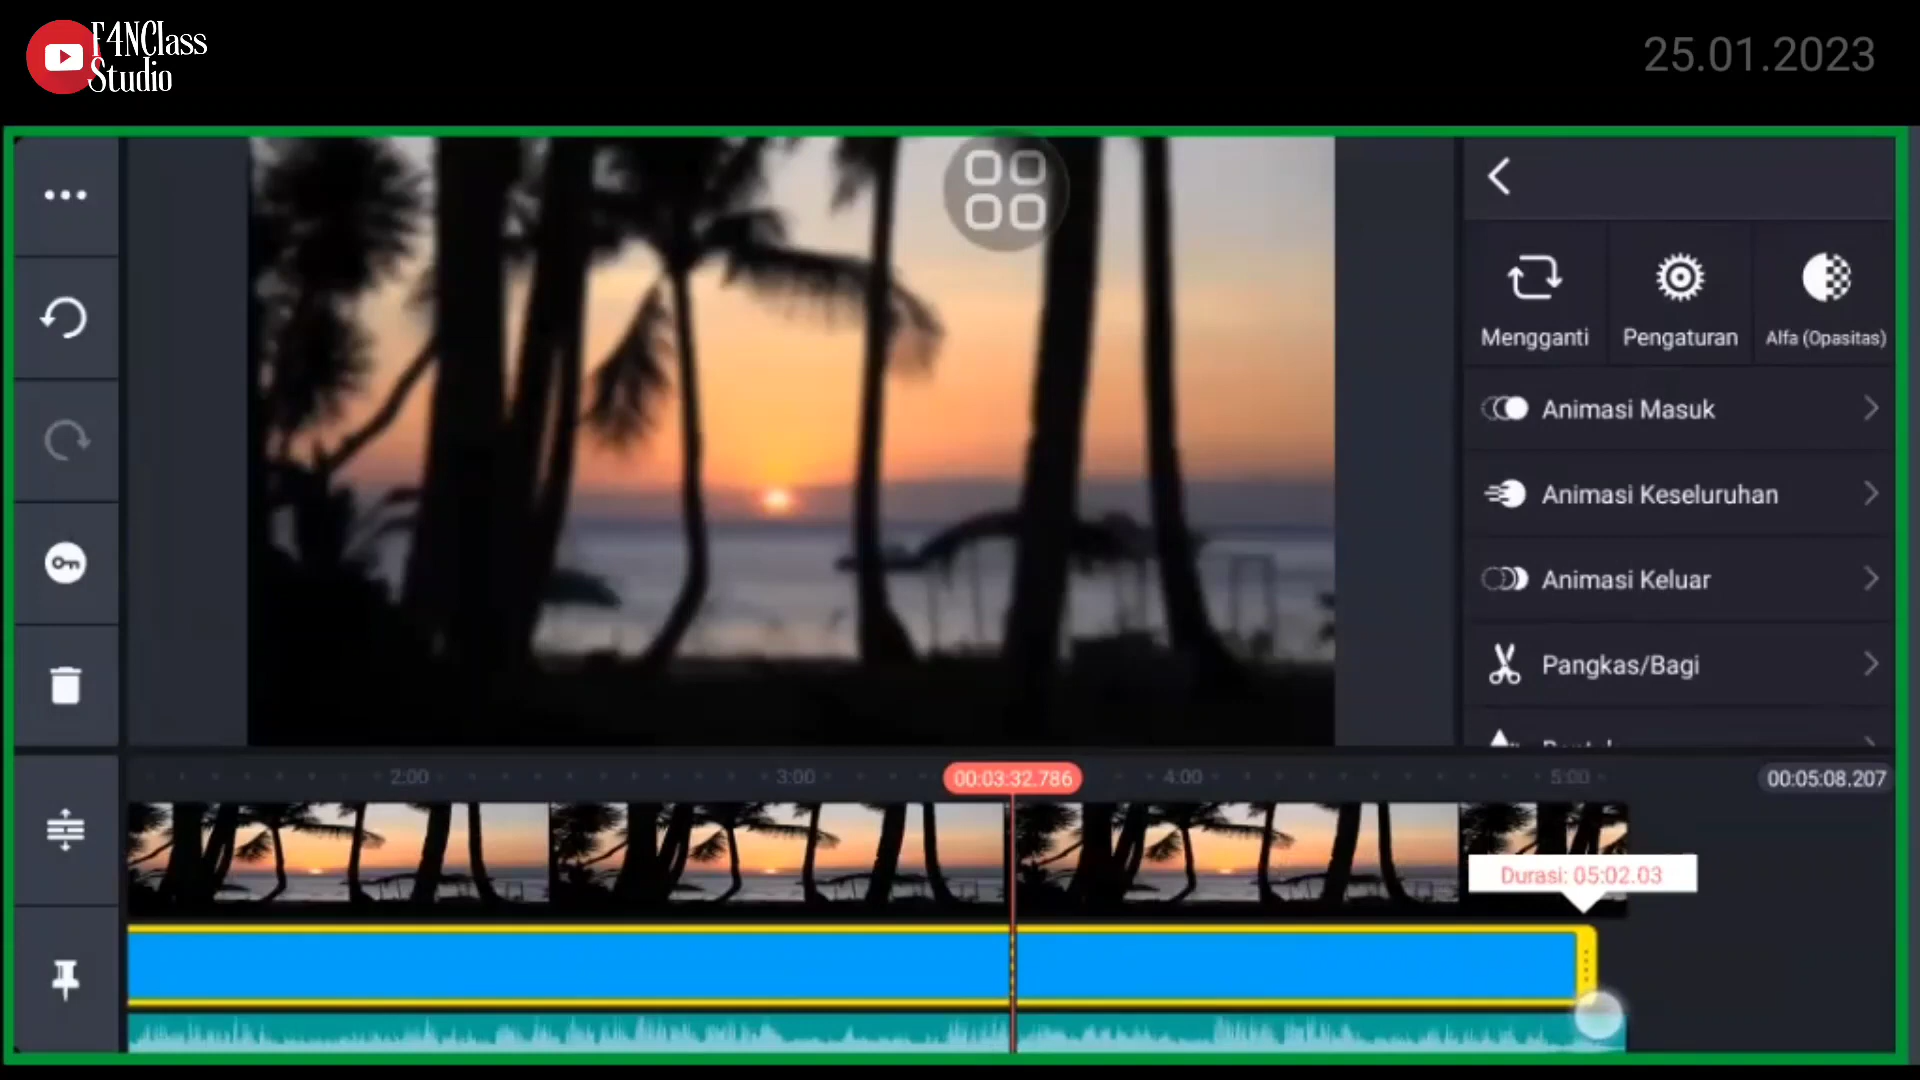 F4NClass
Studio
25.01.2023
Mengganti
Pengaturan
Alfa (Opasitas)
Animasi Masuk
Animasi Keseluruhan
Animasi Keluar
Pangkas/Bagi
2:00
3:00
00:03:32.786
4:00
5:00
00:05:08.207
Durasi: 05:02.03